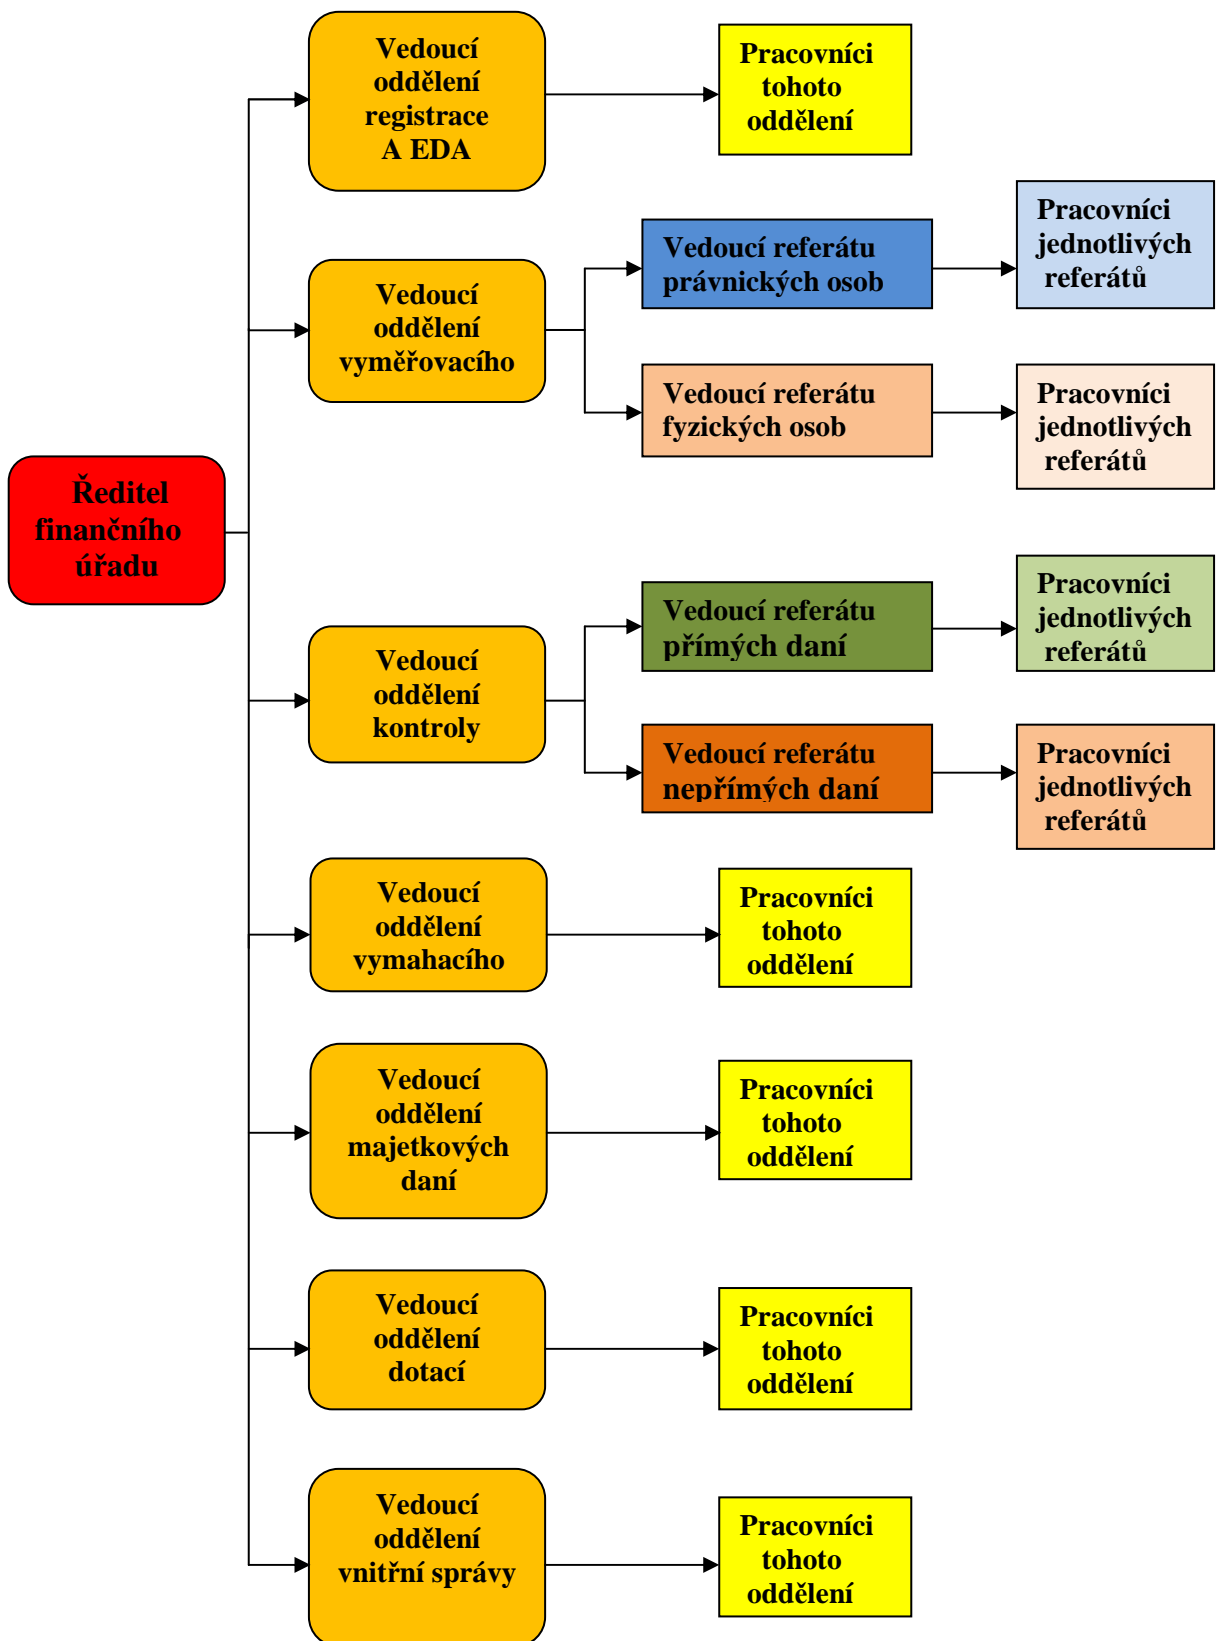 Vedoucí
oddělení
registrace
A EDA
Pracovníci
tohoto
oddělení
Vedoucí
oddělení
vyměřovacího
Vedoucí referátu
právnických osob
Pracovníci
jednotlivých
referátů
Vedoucí referátu
fyzických osob
Pracovníci
jednotlivých
referátů
Ředitel
finančního
úřadu
Vedoucí
oddělení
kontroly
Vedoucí referátu
přímých daní
Pracovníci
jednotlivých
referátů
Vedoucí referátu
nepřímých daní
Pracovníci
jednotlivých
referátů
Vedoucí
oddělení
vymahacího
Pracovníci
tohoto
oddělení
Vedoucí
oddělení
majetkových
daní
Pracovníci
tohoto
oddělení
Vedoucí
oddělení
dotací
Pracovníci
tohoto
oddělení
Vedoucí
oddělení
vnitřní správy
Pracovníci
tohoto
oddělení